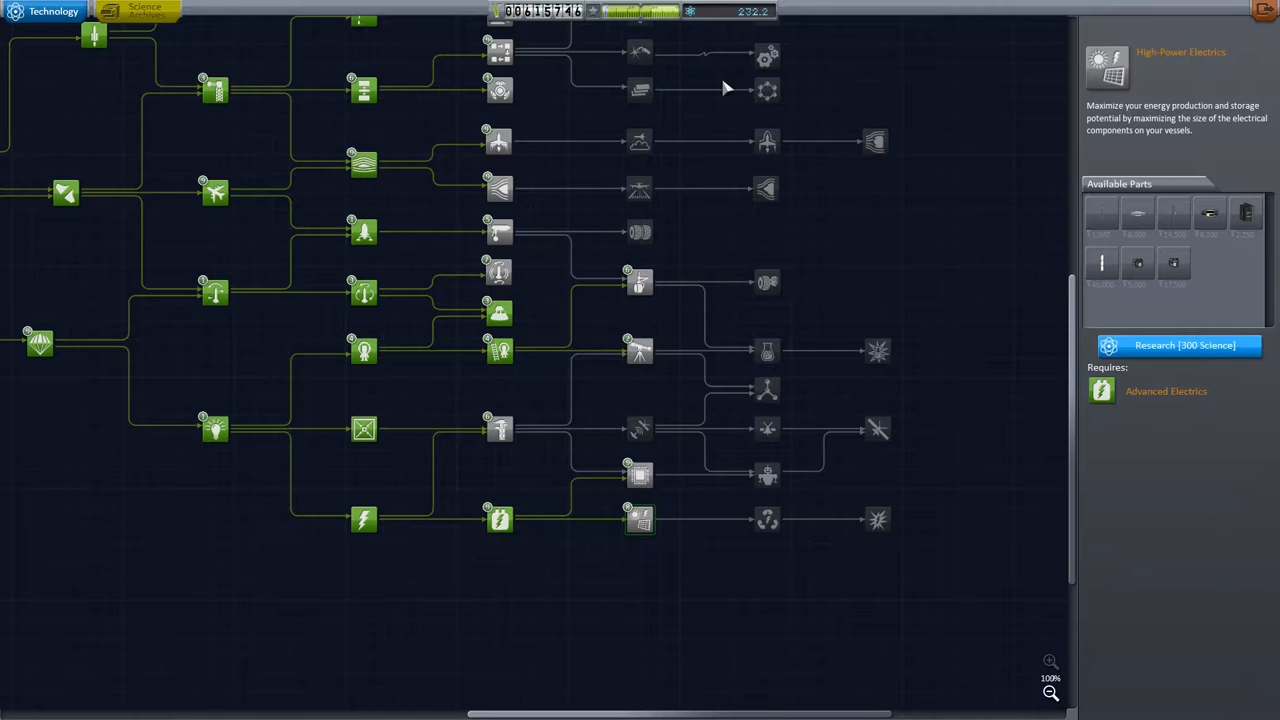 Technology
Science
Archives
00615746
232.2
High-Power Electrics
Maximize your energy production and storage
potential by maximizing the size of the electrical
components on your vessels.
Available Parts
Research [300 Science]
Requires:
Advanced Electrics
100%